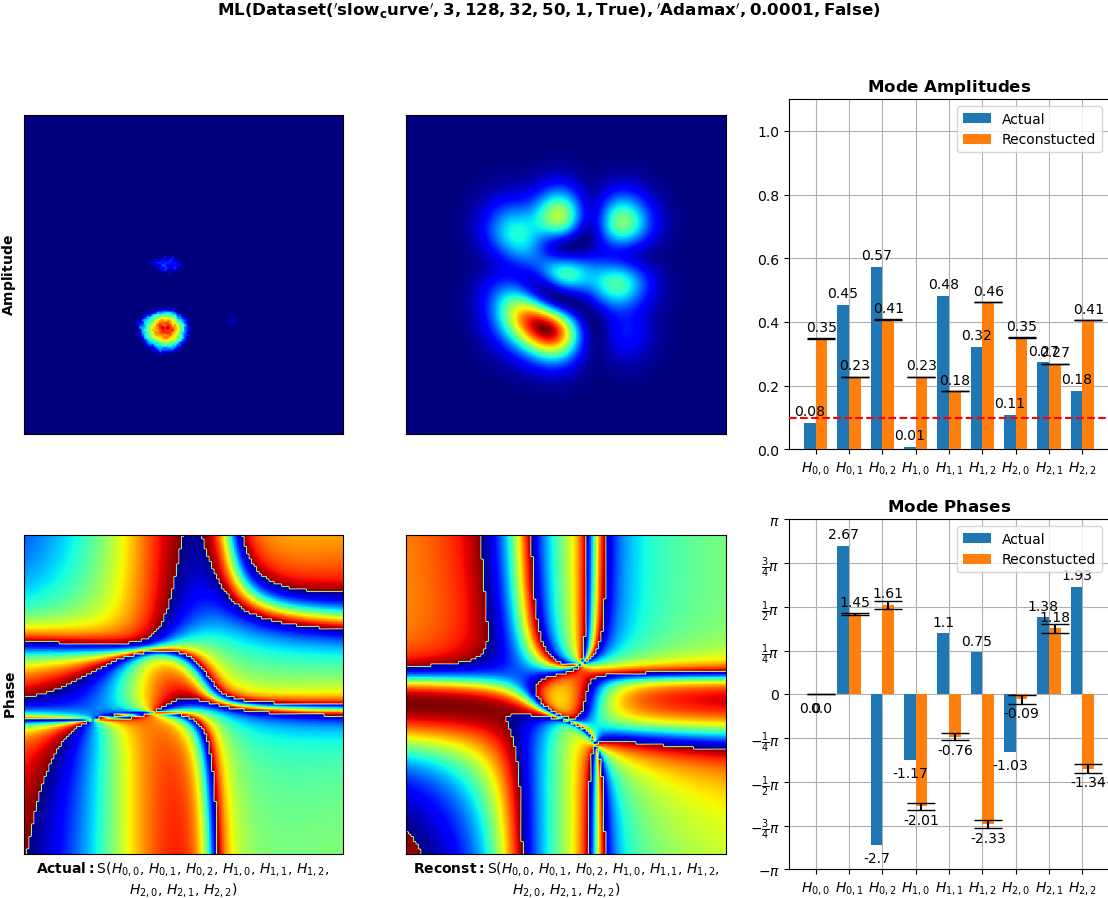 ML(Dataset('slow_curve', 3, 128, 32, 50, 1, True), 'Adamax', 0.0001, False)
Amplitude
Mode Amplitudes
Actual
Reconstucted
1.0
0.8
0.6
0.4
0.2
0.0
0.08 0.45 0.57 0.01 0.48 0.32 0.11 0.27 0.18
0.35 0.23 0.41 0.23 0.18 0.46 0.35 0.27 0.41
H0,0 H0,1 H0,2 H1,0 H1,1 H1,2 H2,0 H2,1 H2,2
Phase
Actual: S(H0,0, H0,1, H0,2, H1,0, H1,1, H1,2,
H2,0, H2,1, H2,2)
Reconst: S(H0,0, H0,1, H0,2, H1,0, H1,1, H1,2,
H2,0, H2,1, H2,2)
Mode Phases
Actual
Reconstucted
π
3/4π
1/2π
1/4π
0
−1/4π
−1/2π
−3/4π
−π
0.0 2.67 -2.7 -1.17 1.1 0.75 -1.03 1.38 1.93
0.0 1.45 1.61 -2.01 -0.76 -2.33 -0.09 1.18 -1.34
H0,0 H0,1 H0,2 H1,0 H1,1 H1,2 H2,0 H2,1 H2,2